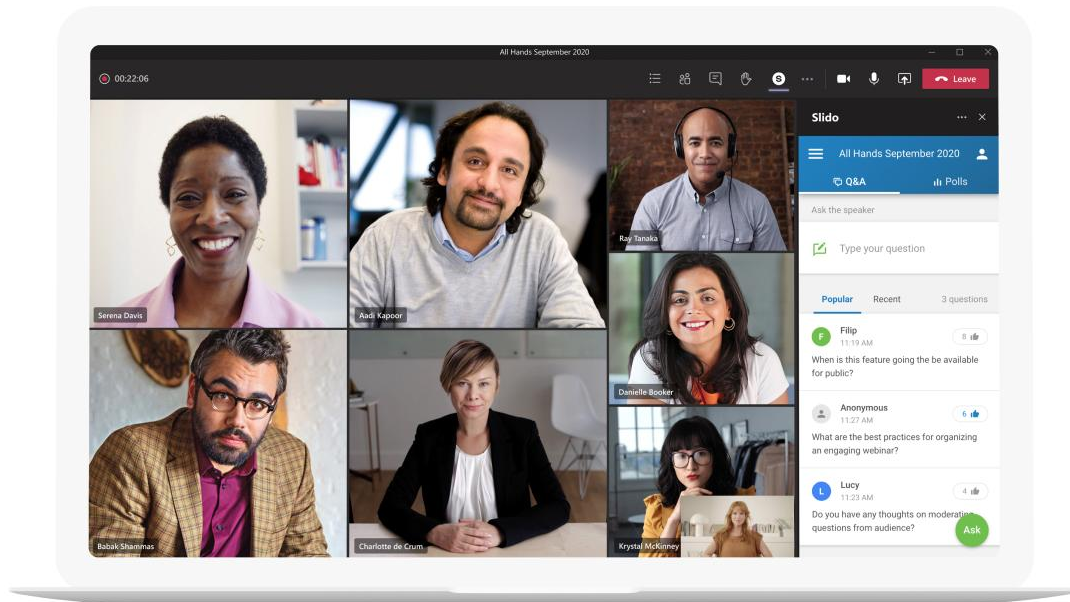 All Hands September 2020
00:22:06
S
Leave
Slido
All Hands September 2020
Q&A
Polls
Ask the speaker
Type your question
Popular
Recent
3 questions
F
Filip
8
11:19 AM
When is this feature going the be available
for public?
Anonymous
6
11:27 AM
What are the best practices for organizing
an engaging webinar?
L
Lucy
4
11:23 AM
Do you have any thoughts on moderating
questions from audience?
Ask
Serena Davis
Aadi Kapoor
Ray Tanaka
Danielle Booker
Babak Shammas
Charlotte de Crum
Krystal McKinney